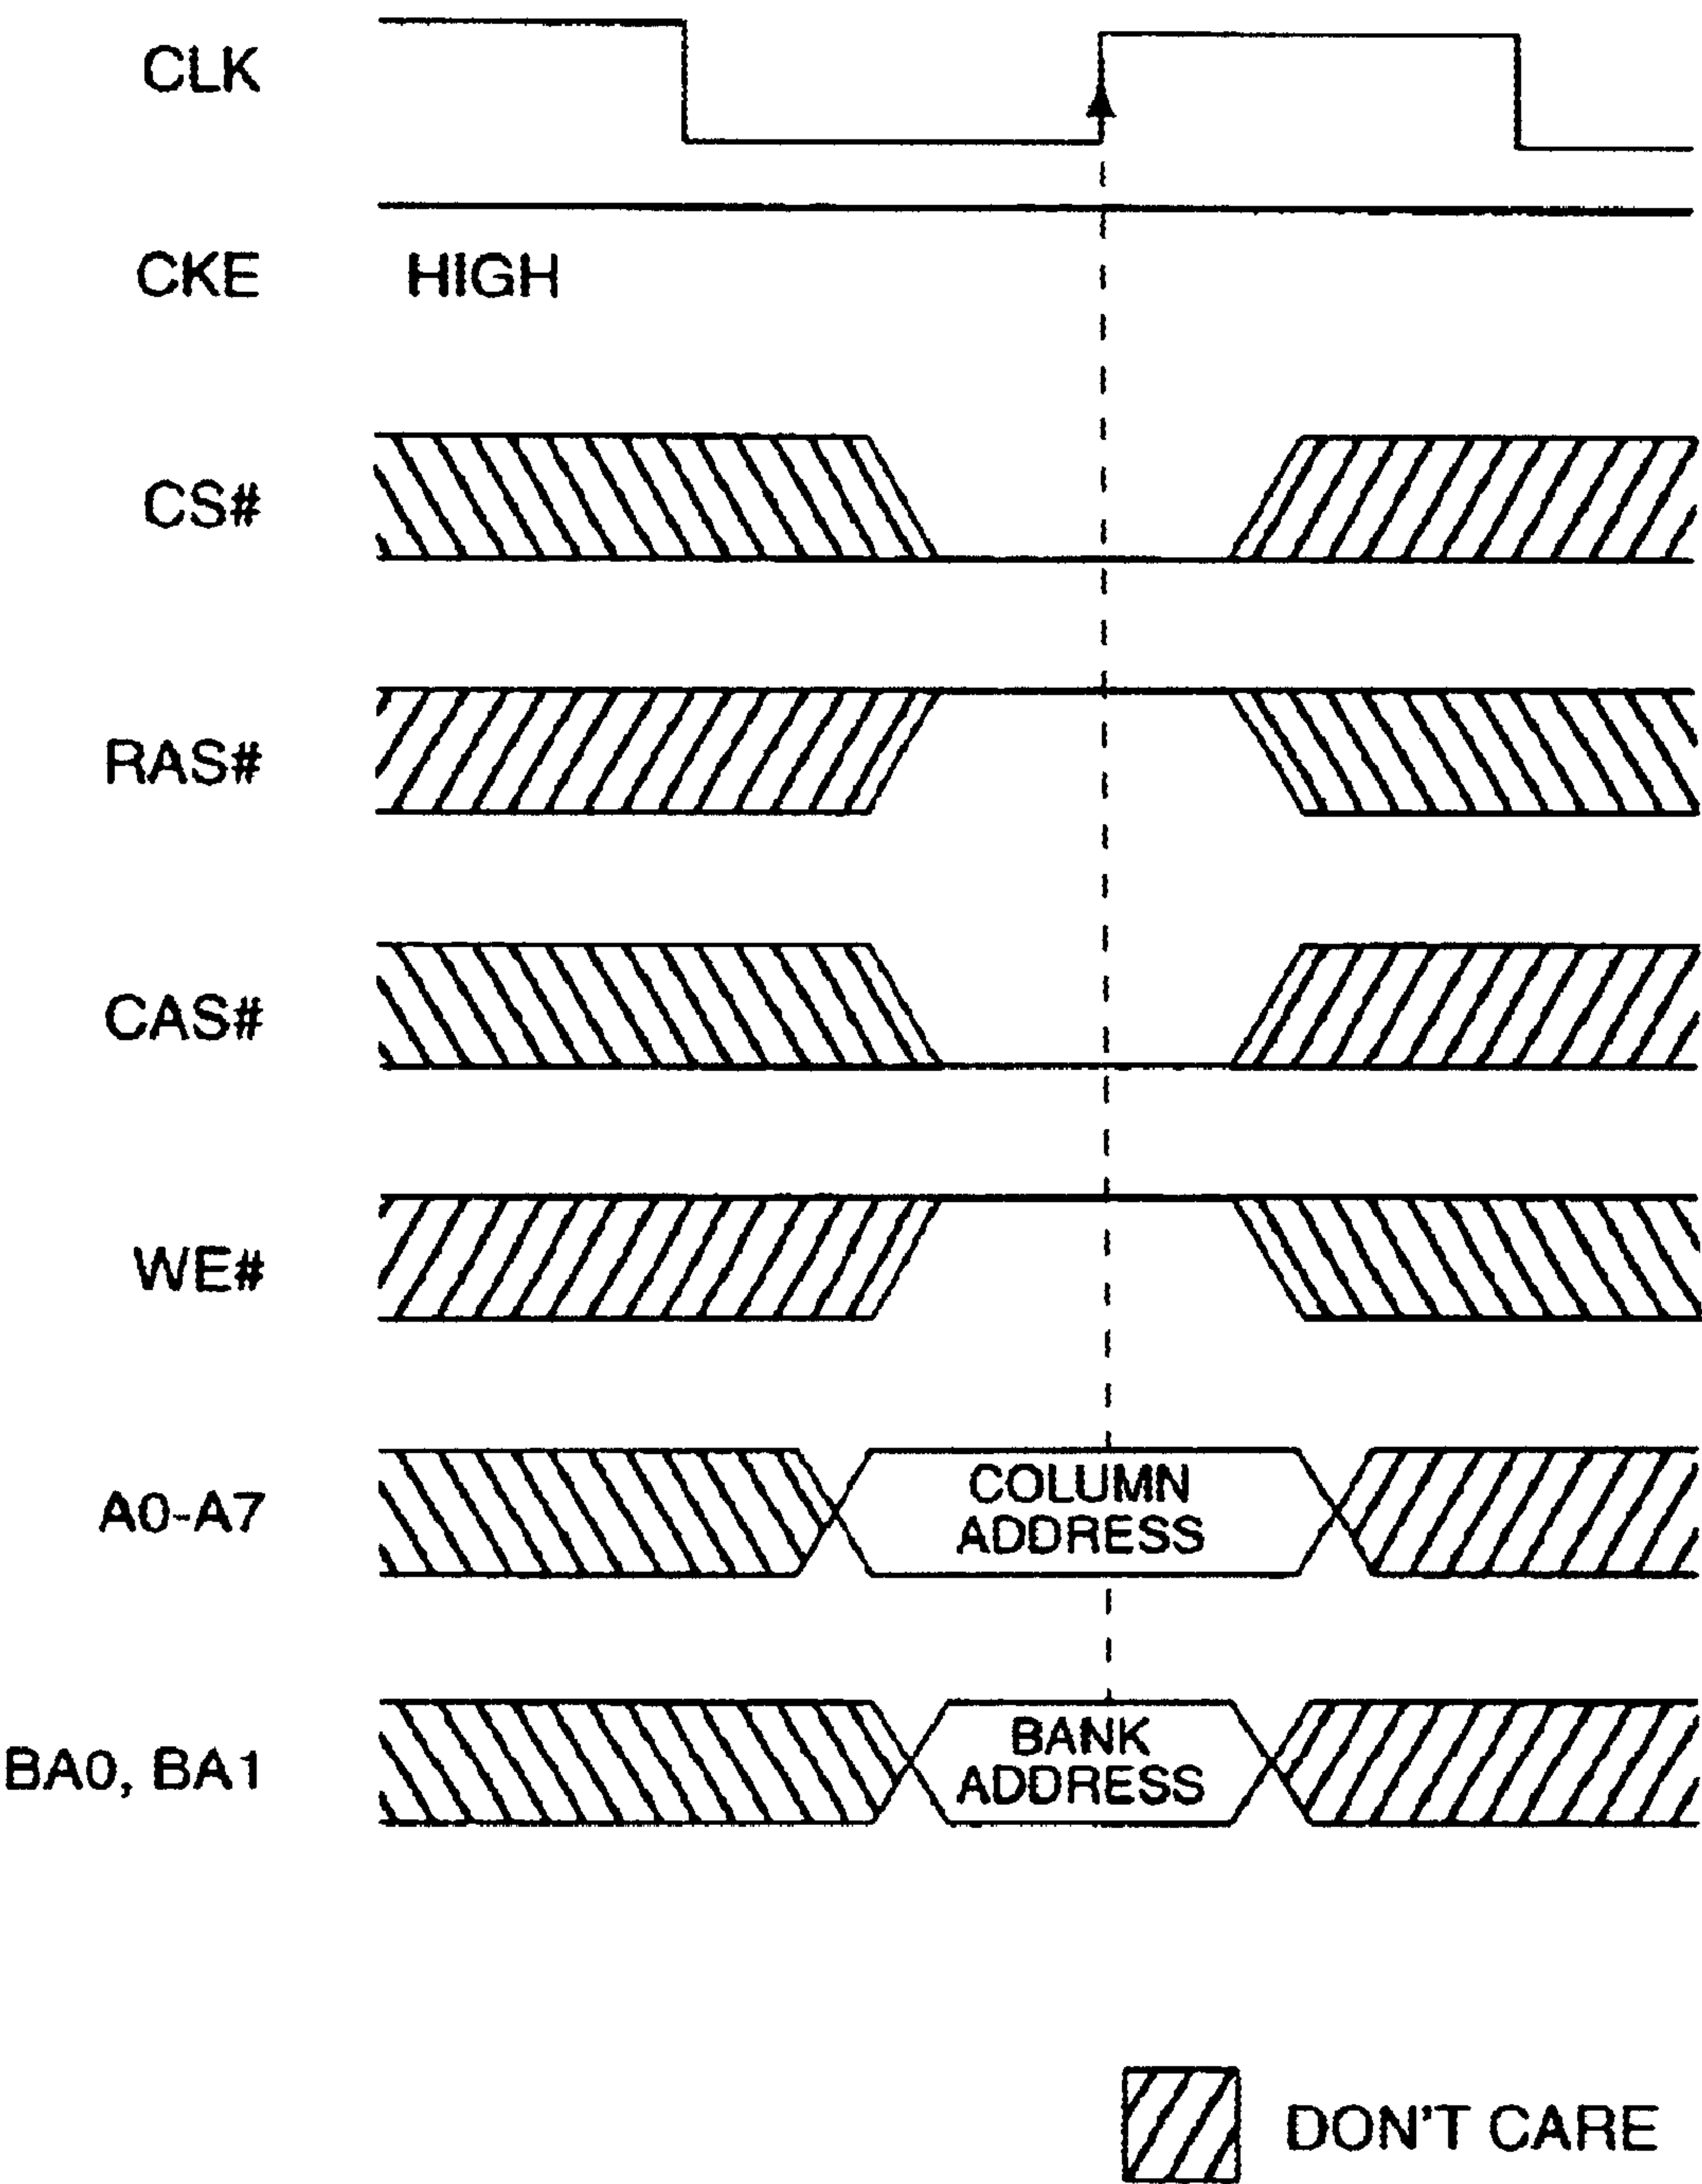 CLK
CKE HIGH
CS#
RAS#
CAS#
WE#
A0-A7
COLUMN
ADDRESS
BA0, BA1
BANK
ADDRESS
DON'T CARE